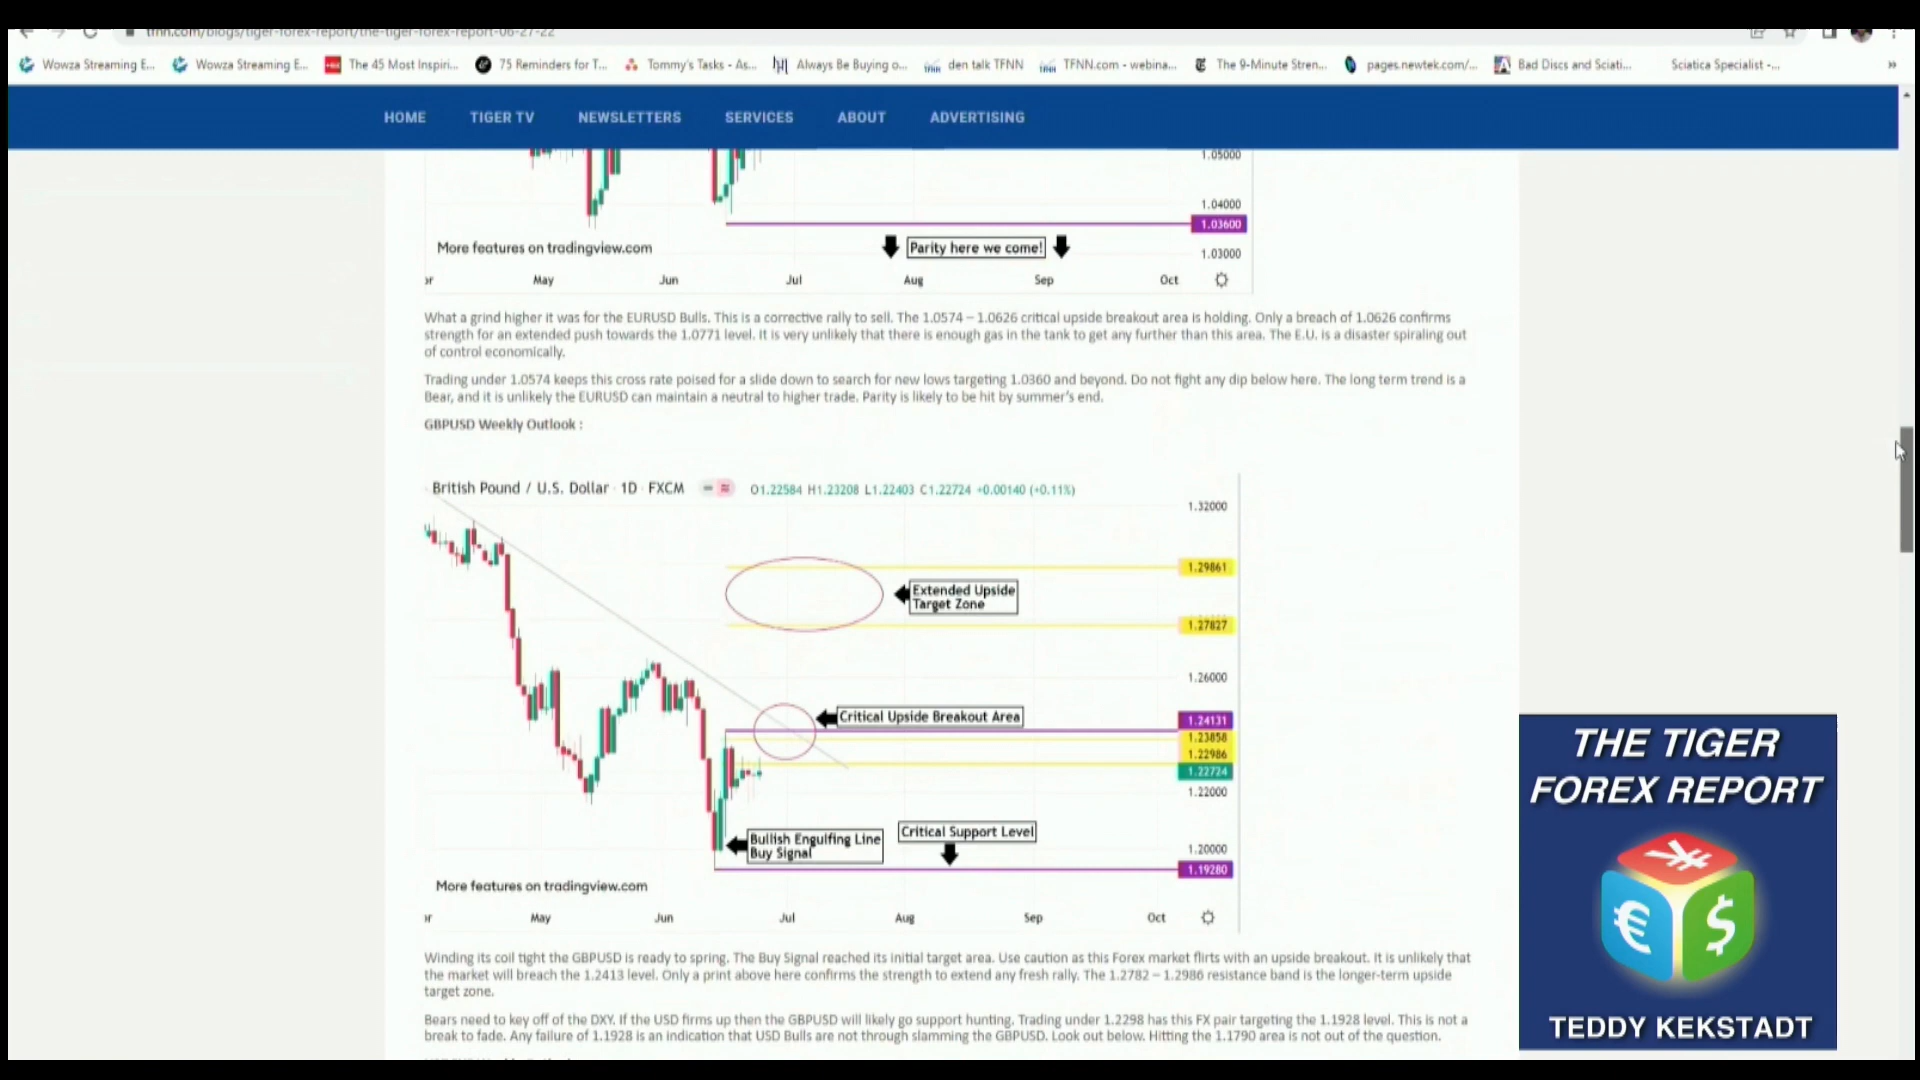 tfnn.com/blogs/tiger-forex-report/the-tiger-forex-report-06-27-22
Wowza Streaming E... Wowza Streaming E... The 45 Most Inspiri... 75 Reminders for T... Tommy's Tasks - As... Always Be Buying o... den talk TFNN TFNN.com - webina... The 9-Minute Stren... pages.newtek.com/... Bad Discs and Sciati... Sciatica Specialist -... »
HOME TIGER TV NEWSLETTERS SERVICES ABOUT ADVERTISING
1.05000
1.04000
1.03600
More features on tradingview.com Parity here we come! 1.03000
or May Jun Jul Aug Sep Oct
What a grind higher it was for the EURUSD Bulls. This is a corrective rally to sell. The 1.0574 – 1.0626 critical upside breakout area is holding. Only a breach of 1.0626 confirms
strength for an extended push towards the 1.0771 level. It is very unlikely that there is enough gas in the tank to get any further than this area. The E.U. is a disaster spiraling out
of control economically.
Trading under 1.0574 keeps this cross rate poised for a slide down to search for new lows targeting 1.0360 and beyond. Do not fight any dip below here. The long term trend is a
Bear, and it is unlikely the EURUSD can maintain a neutral to higher trade. Parity is likely to be hit by summer's end.
GBPUSD Weekly Outlook :
British Pound / U.S. Dollar 1D FXCM O1.22584 H1.23208 L1.22403 C1.22724 +0.00140 (+0.11%)
1.32000
1.29861
Extended Upside
Target Zone
1.27827
1.26000
Critical Upside Breakout Area 1.24131
1.23858
1.22986
1.22724
1.22000
Critical Support Level
Bullish Engulfing Line
Buy Signal
1.20000
1.19280
More features on tradingview.com
or May Jun Jul Aug Sep Oct
Winding its coil tight the GBPUSD is ready to spring. The Buy Signal reached its initial target area. Use caution as this Forex market flirts with an upside breakout. It is unlikely that
the market will breach the 1.2413 level. Only a print above here confirms the strength to extend any fresh rally. The 1.2782 – 1.2986 resistance band is the longer-term upside
target zone.
Bears need to key off of the DXY. If the USD firms up then the GBPUSD will likely go support hunting. Trading under 1.2298 has this FX pair targeting the 1.1928 level. This is not a
break to fade. Any failure of 1.1928 is an indication that USD Bulls are not through slamming the GBPUSD. Look out below. Hitting the 1.1790 area is not out of the question.
THE TIGER
FOREX REPORT
¥
€ $
TEDDY KEKSTADT